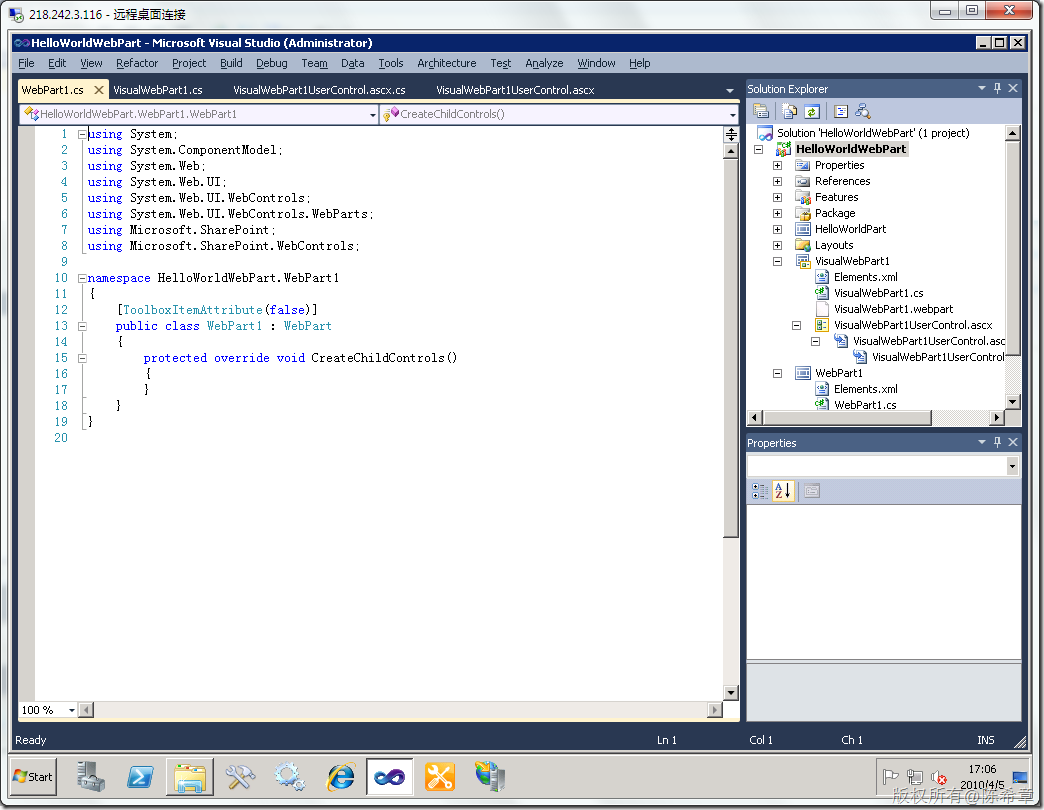 218.242.3.116 - 远程桌面连接
HelloWorldWebPart - Microsoft Visual Studio (Administrator)
File Edit View Refactor Project Build Debug Team Data Tools Architecture Test Analyze Window Help
WebPart1.cs VisualWebPart1.cs VisualWebPart1UserControl.ascx.cs VisualWebPart1UserControl.ascx
HelloWorldWebPart.WebPart1.WebPart1 CreateChildControls()
1 using System;
2 using System.ComponentModel;
3 using System.Web;
4 using System.Web.UI;
5 using System.Web.UI.WebControls;
6 using System.Web.UI.WebControls.WebParts;
7 using Microsoft.SharePoint;
8 using Microsoft.SharePoint.WebControls;
9
10 namespace HelloWorldWebPart.WebPart1
11 {
12 [ToolboxItemAttribute(false)]
13 public class WebPart1 : WebPart
14 {
15 protected override void CreateChildControls()
16 {
17 }
18 }
19 }
20
100 %
Solution Explorer
Solution 'HelloWorldWebPart' (1 project)
HelloWorldWebPart
Properties
References
Features
Package
HelloWorldPart
Layouts
VisualWebPart1
Elements.xml
VisualWebPart1.cs
VisualWebPart1.webpart
VisualWebPart1UserControl.ascx
VisualWebPart1UserControl.asc
VisualWebPart1UserControl
WebPart1
Elements.xml
WebPart1.cs
Properties
Ready Ln 1 Col 1 Ch 1 INS
Start
17:06
2010/4/5
版权所有@陈希章